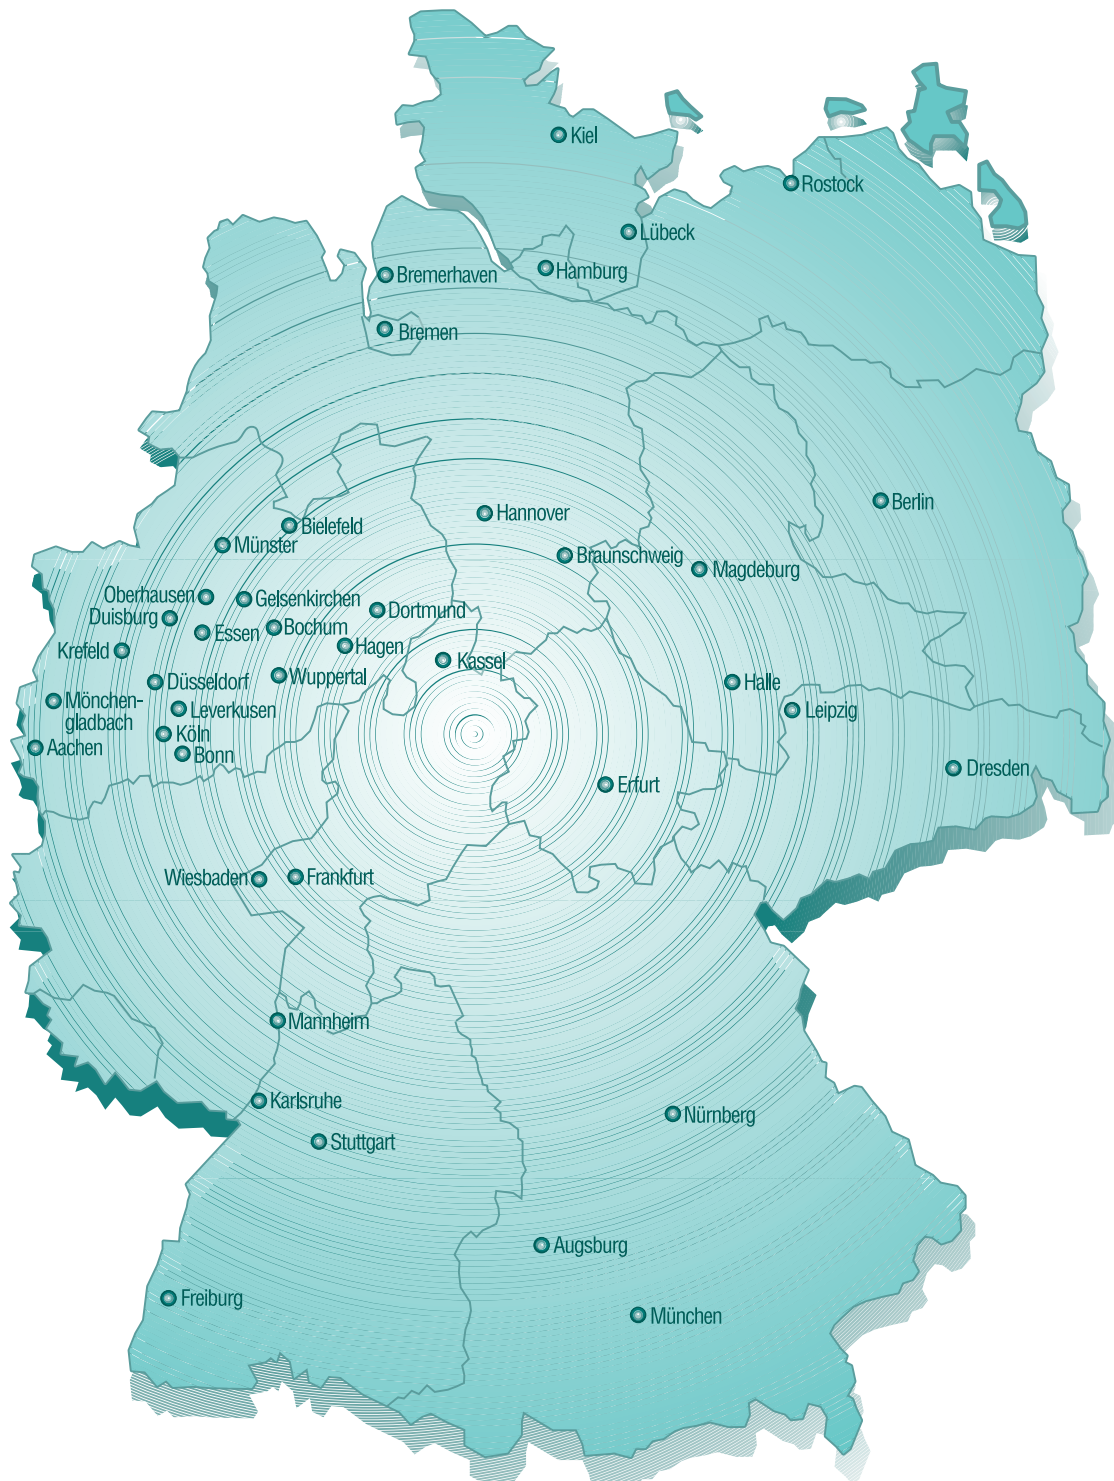 Kiel
Rostock
Lübeck
Hamburg
Bremerhaven
Bremen
Berlin
Hannover
Bielefeld
Münster
Braunschweig
Magdeburg
Oberhausen
Gelsenkirchen
Dortmund
Duisburg
Essen
Bochum
Hagen
Krefeld
Kassel
Wuppertal
Düsseldorf
Halle
Mönchen-
gladbach
Leverkusen
Leipzig
Köln
Aachen
Bonn
Dresden
Erfurt
Wiesbaden
Frankfurt
Mannheim
Karlsruhe
Nürnberg
Stuttgart
Augsburg
Freiburg
München